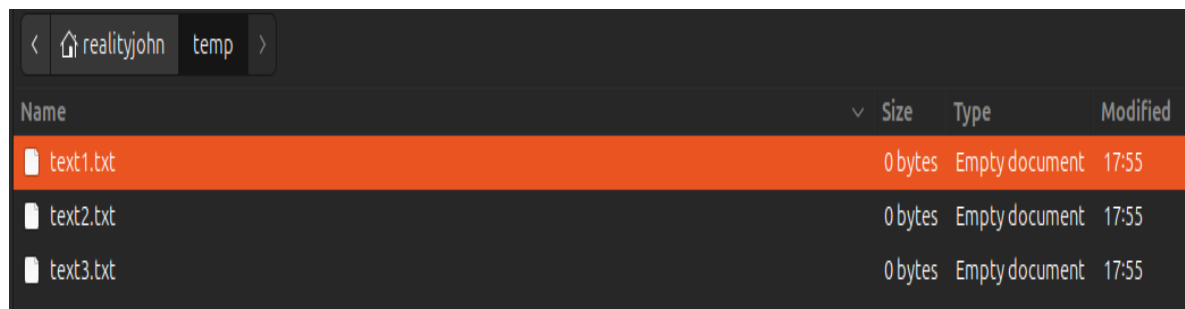 realityjohn temp
Name Size Type Modified
text1.txt 0 bytes Empty document 17:55
text2.txt 0 bytes Empty document 17:55
text3.txt 0 bytes Empty document 17:55